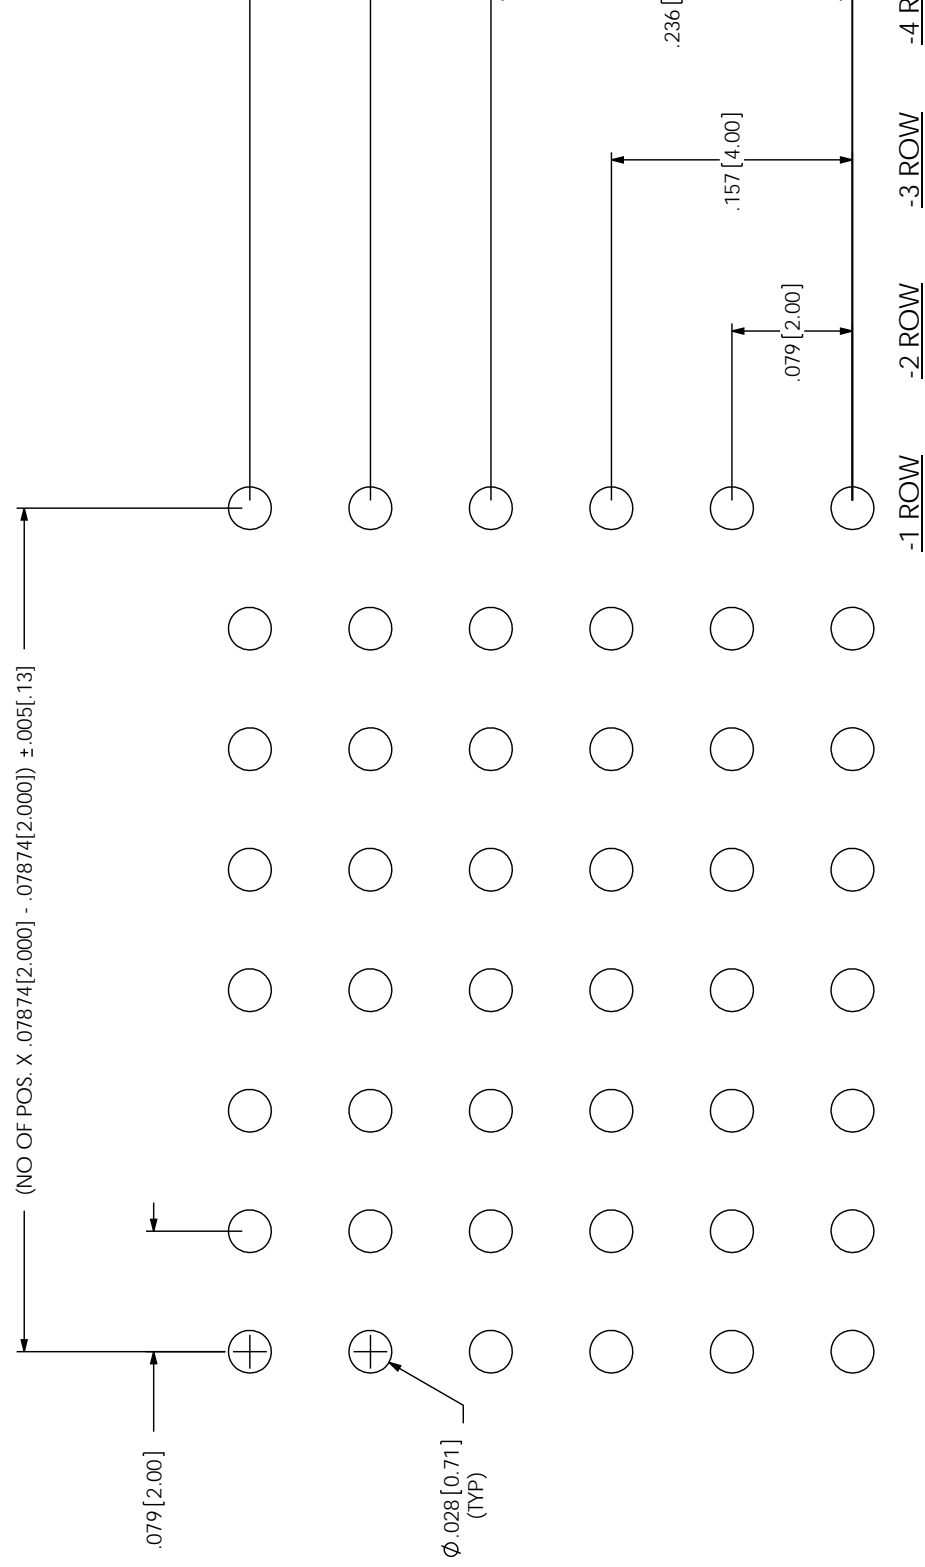 (NO OF POS. X .07874[2.000] - .07874[2.000]) ±.005[.13]
.079 [2.00]
Ø.028 [0.71]
(TYP)
.236 [
.157 [4.00]
.079 [2.00]
-1 ROW
-2 ROW
-3 ROW
-4 R